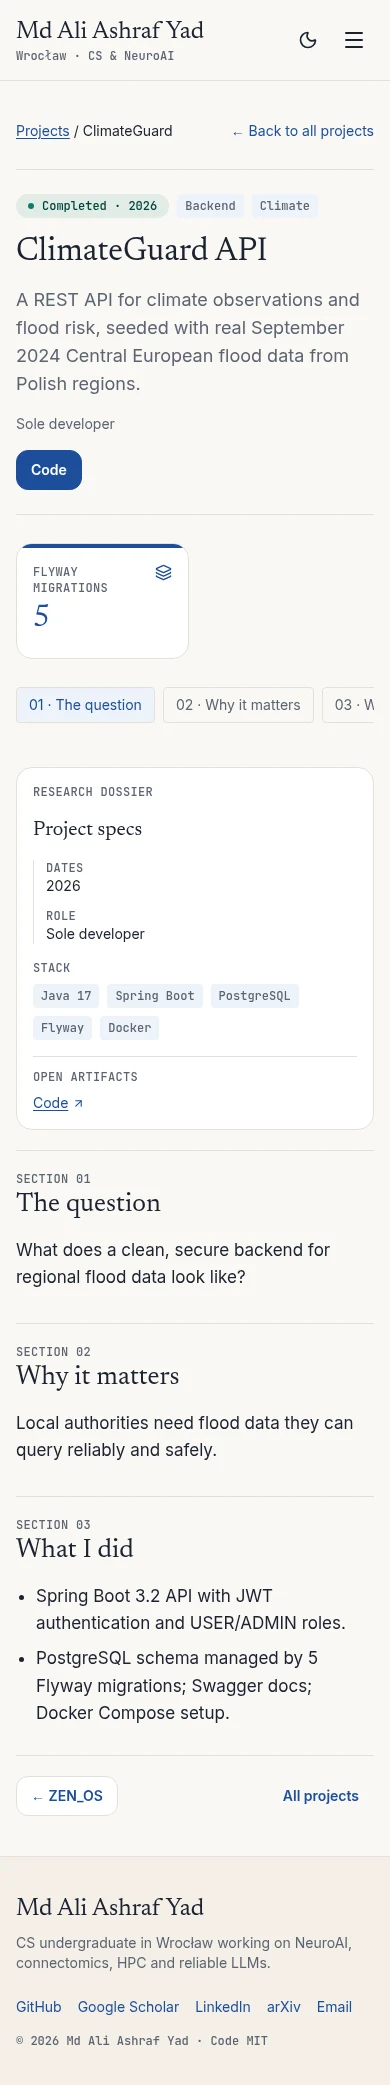 Md Ali Ashraf Yad
Wrocław · CS & NeuroAI
Projects / ClimateGuard
← Back to all projects
Completed · 2026
Backend
Climate
ClimateGuard API
A REST API for climate observations and
flood risk, seeded with real September
2024 Central European flood data from
Polish regions.
Sole developer
Code
FLYWAY
MIGRATIONS
5
01 · The question
02 · Why it matters
03 · W
RESEARCH DOSSIER
Project specs
DATES
2026
ROLE
Sole developer
STACK
Java 17
Spring Boot
PostgreSQL
Flyway
Docker
OPEN ARTIFACTS
Code ↗
SECTION 01
The question
What does a clean, secure backend for
regional flood data look like?
SECTION 02
Why it matters
Local authorities need flood data they can
query reliably and safely.
SECTION 03
What I did
• Spring Boot 3.2 API with JWT
authentication and USER/ADMIN roles.
• PostgreSQL schema managed by 5
Flyway migrations; Swagger docs;
Docker Compose setup.
← ZEN_OS
All projects
Md Ali Ashraf Yad
CS undergraduate in Wrocław working on NeuroAI,
connectomics, HPC and reliable LLMs.
GitHub
Google Scholar
LinkedIn
arXiv
Email
© 2026 Md Ali Ashraf Yad · Code MIT